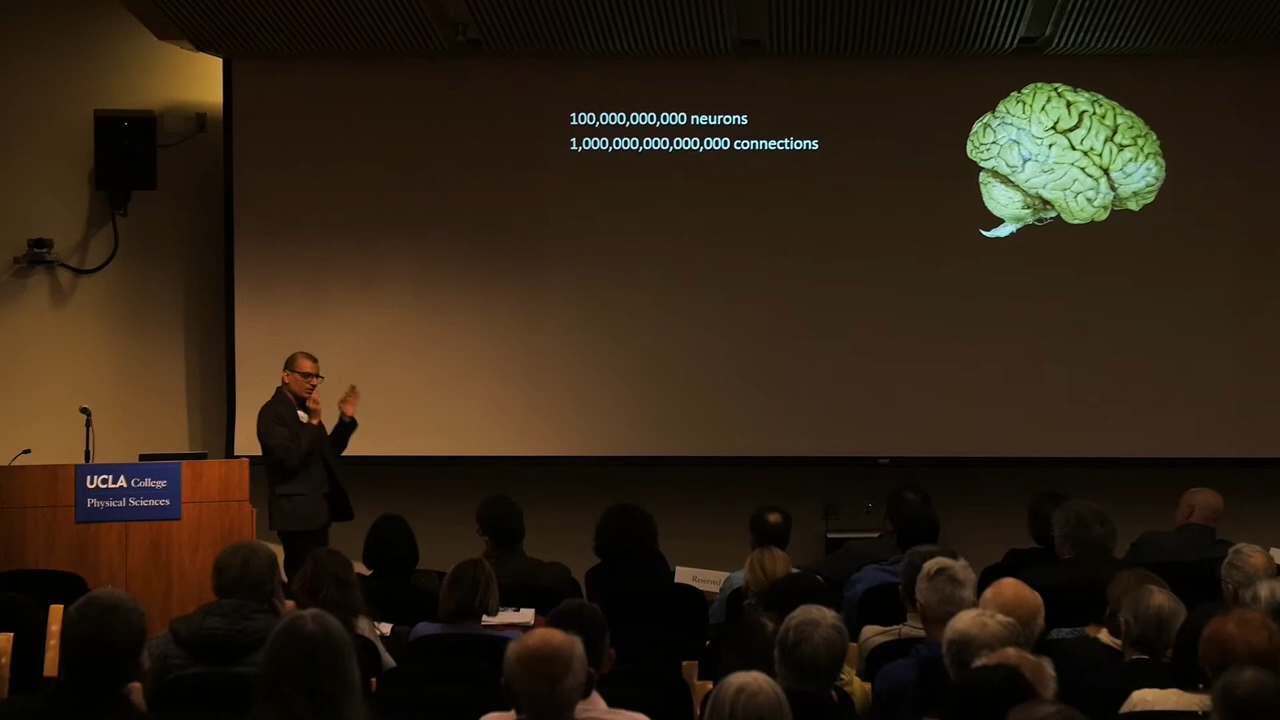 100,000,000,000 neurons
1,000,000,000,000,000 connections
UCLA College
Physical Sciences
Reserved